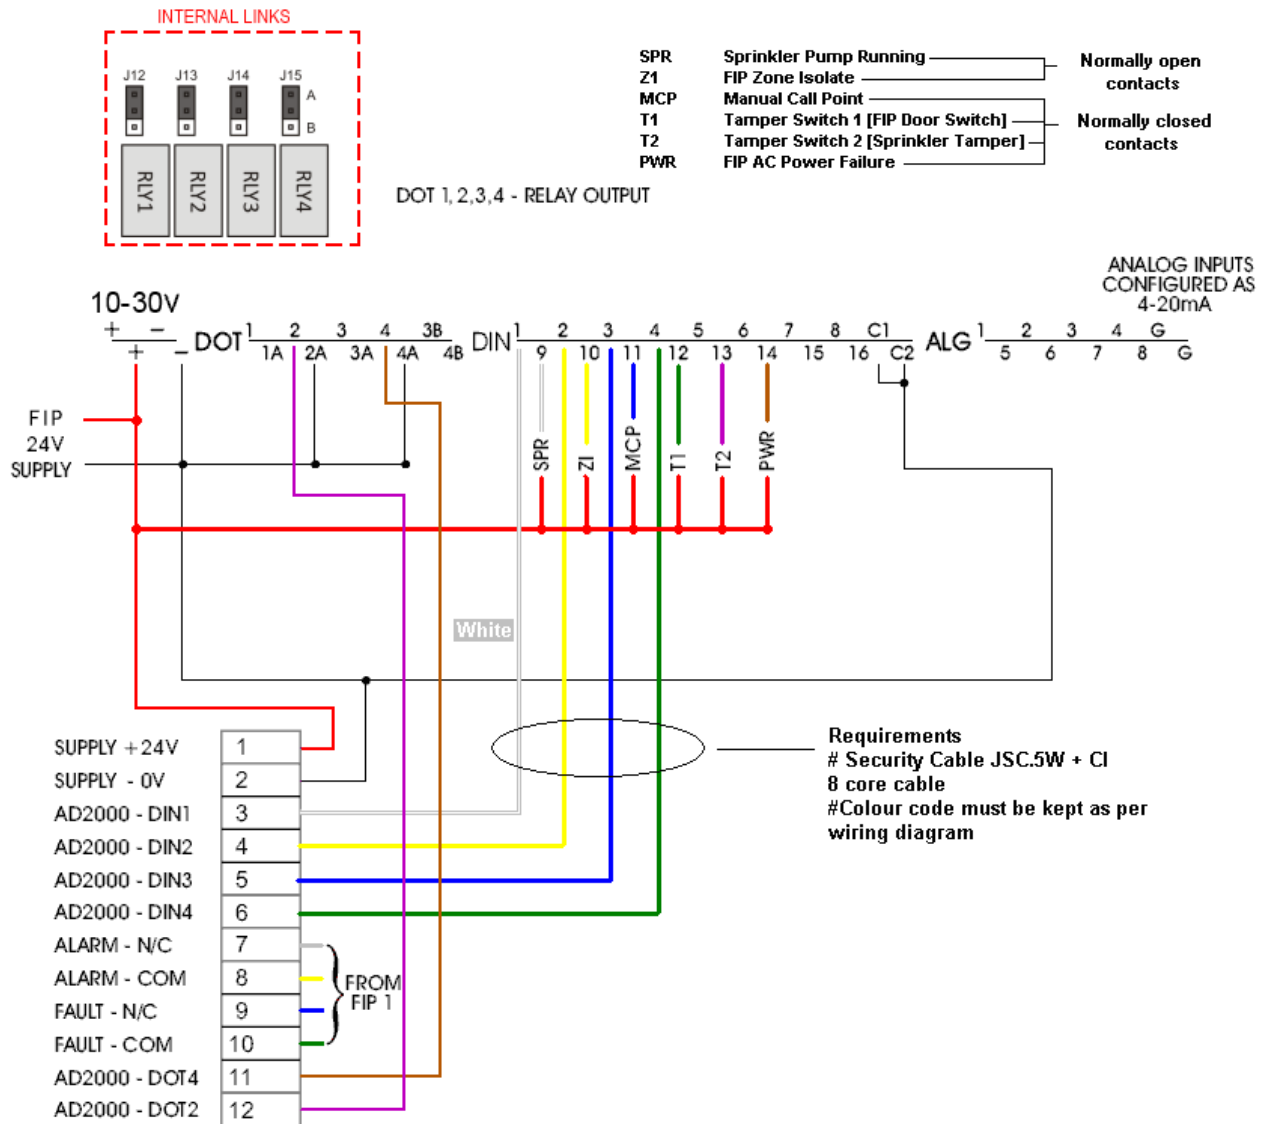 INTERNAL LINKS
J12 J13 J14 J15
A
B
RLY1 RLY2 RLY3 RLY4
DOT 1, 2,3,4 - RELAY OUTPUT
SPR Sprinkler Pump Running
Z1 FIP Zone Isolate
MCP Manual Call Point
T1 Tamper Switch 1 [FIP Door Switch]
T2 Tamper Switch 2 [Sprinkler Tamper]
PWR FIP AC Power Failure
Normally open
contacts
Normally closed
contacts
ANALOG INPUTS
CONFIGURED AS
4-20mA
10-30V
+ -
+ -
DOT 1 2 3 4 3B
1A 2A 3A 4A 4B
DIN 1 2 3 4 5 6 7 8 C1
9 10 11 12 13 14 15 16 C2
ALG 1 2 3 4 G
5 6 7 8 G
FIP
24V
SUPPLY
SPR ZI MCP T1 T2 PWR
White
Requirements
# Security Cable JSC.5W + CI
8 core cable
#Colour code must be kept as per
wiring diagram
SUPPLY +24V 1
SUPPLY - 0V 2
AD2000 - DIN1 3
AD2000 - DIN2 4
AD2000 - DIN3 5
AD2000 - DIN4 6
ALARM - N/C 7
ALARM - COM 8
FAULT - N/C 9
FAULT - COM 10
AD2000 - DOT4 11
AD2000 - DOT2 12
FROM
FIP 1